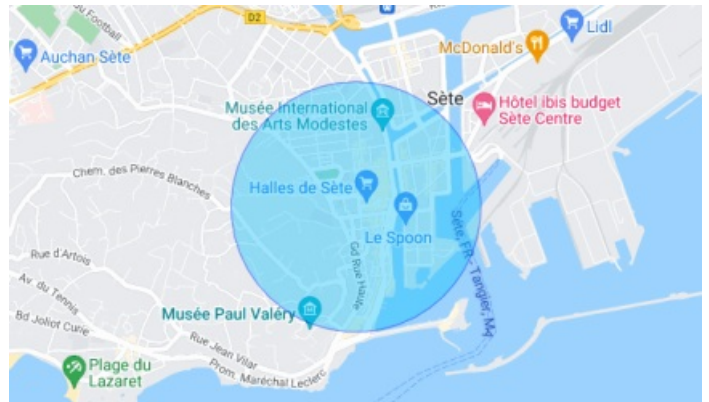 du Football
D2
Lidl
McDonald's
Auchan Sète
Sète
Hôtel ibis budget
Sète Centre
Musée International
des Arts Modestes
Chem. des Pierres Blanches
Halles de Sète
Le Spoon
Sète, FR - Tangier, M
Gd Rue Haute
Rue d'Artois
Av. du Tennis
Bd Joliot Curie
Musée Paul Valéry
Rue Jean Vilar
Prom. Maréchal Leclerc
Plage du
Lazaret